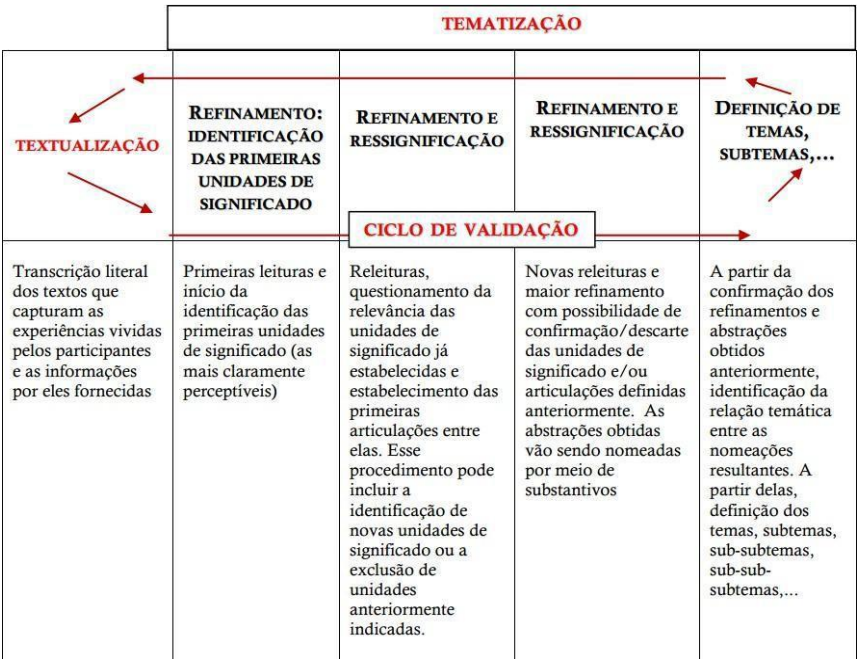 TEMATIZAÇÃO
TEXTUALIZAÇÃO
REFINAMENTO:
IDENTIFICAÇÃO
DAS PRIMEIRAS
UNIDADES DE
SIGNIFICADO
REFINAMENTO E
RESSIGNIFICAÇÃO
REFINAMENTO E
RESSIGNIFICAÇÃO
DEFINIÇÃO DE
TEMAS,
SUBTEMAS,...
CICLO DE VALIDAÇÃO
Transcrição literal
dos textos que
capturam as
experiências vividas
pelos participantes
e as informações
por eles fornecidas
Primeiras leituras e
início da
identificação das
primeiras unidades
de significado (as
mais claramente
perceptíveis)
Releituras,
questionamento da
relevância das
unidades de
significado já
estabelecidas e
estabelecimento das
primeiras
articulações entre
elas. Esse
procedimento pode
incluir a
identificação de
novas unidades de
significado ou a
exclusão de
unidades
anteriormente
indicadas.
Novas releituras e
maior refinamento
com possibilidade de
confirmação/descarte
das unidades de
significado e/ou
articulações definidas
anteriormente. As
abstrações obtidas
vão sendo nomeadas
por meio de
substantivos
A partir da
confirmação dos
refinamentos e
abstrações
obtidos
anteriormente,
identificação da
relação temática
entre as
nomeações
resultantes. A
partir delas,
definição dos
temas, subtemas,
sub-subtemas,
sub-sub-
subtemas,...